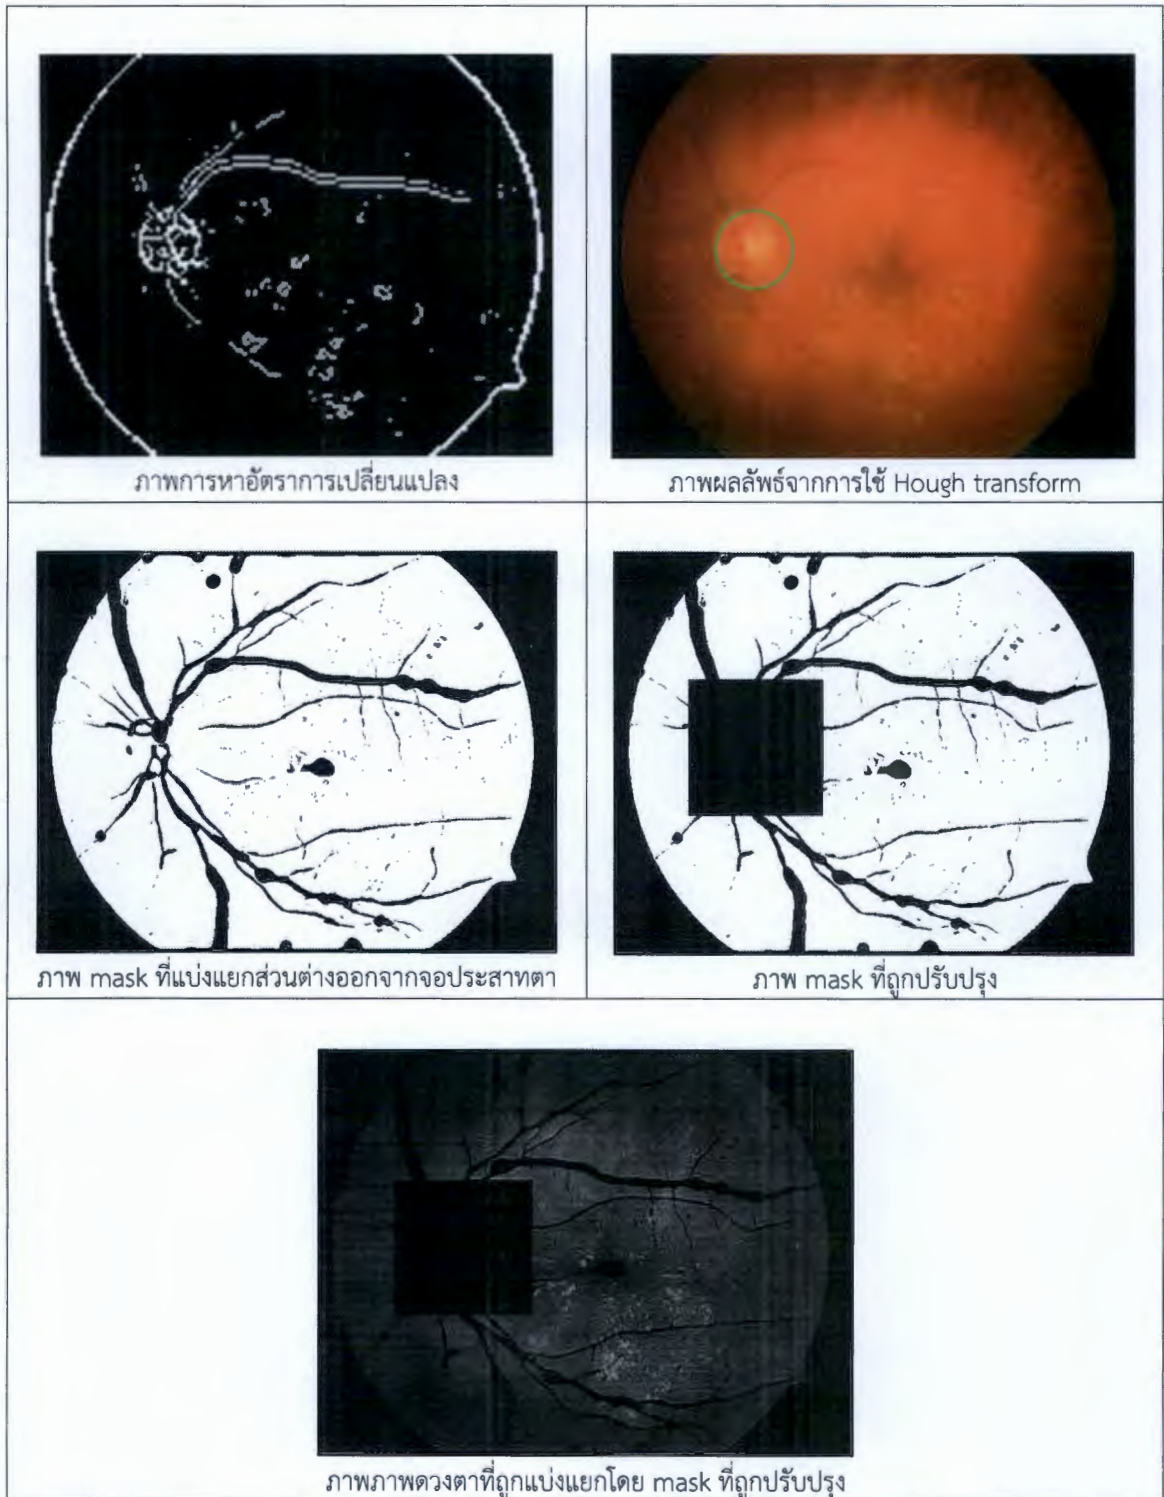 ภาพการหาอัตราการเปลี่ยนแปลง
ภาพผลลัพธ์จากการใช้ Hough transform
ภาพ mask ที่แบ่งแยกส่วนต่างออกจากจอประสาทตา
ภาพ mask ที่ถูกปรับปรุง
ภาพภาพดวงตาที่ถูกแบ่งแยกโดย mask ที่ถูกปรับปรุง